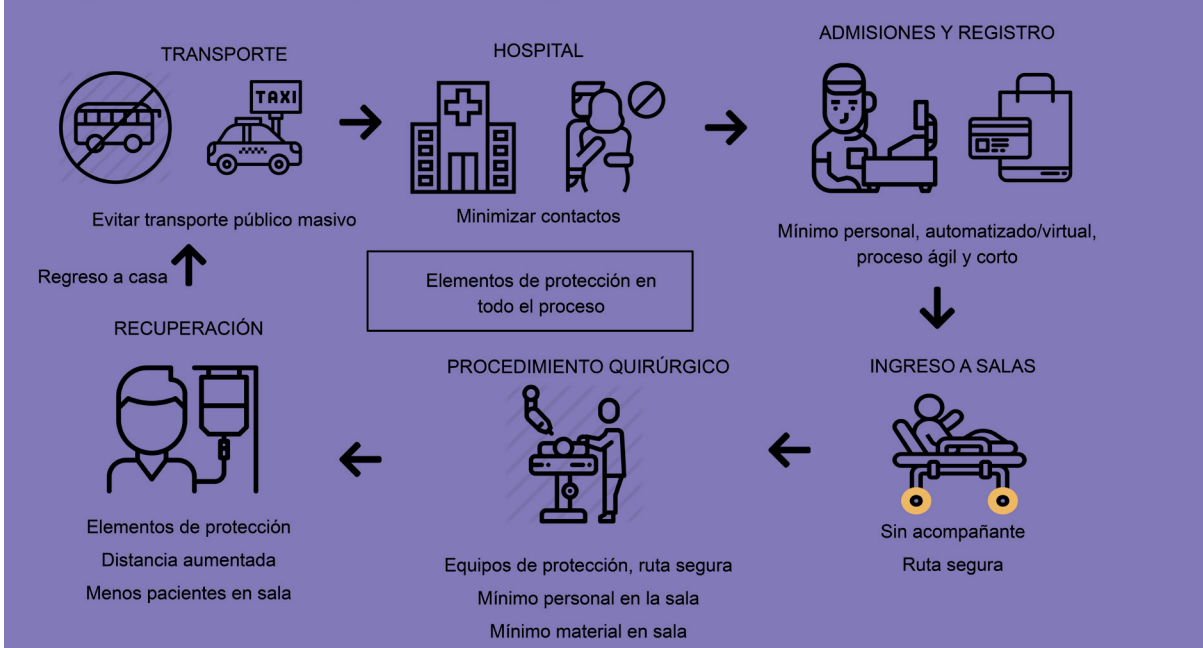 TRANSPORTE
TAXI
Evitar transporte público masivo
HOSPITAL
Minimizar contactos
ADMISIONES Y REGISTRO
Mínimo personal, automatizado/virtual,
proceso ágil y corto
Elementos de protección en
todo el proceso
INGRESO A SALAS
Sin acompañante
Ruta segura
PROCEDIMIENTO QUIRÚRGICO
Equipos de protección, ruta segura
Mínimo personal en la sala
Mínimo material en sala
RECUPERACIÓN
Elementos de protección
Distancia aumentada
Menos pacientes en sala
Regreso a casa